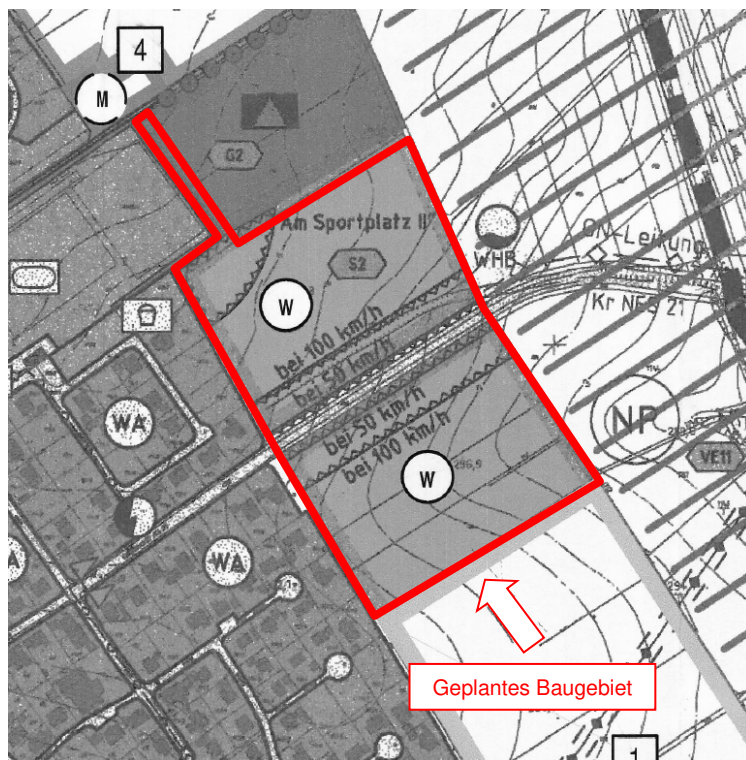 4
M
G2
"Am Sportplatz II"
S2
WHB
20KV-Leitung
Kr NES 21
W
bei 100 km/h
bei 50 km/h
bei 50 km/h
bei 100 km/h
NP
VE11
WA
W
296,9
WA
A
Geplantes Baugebiet
1